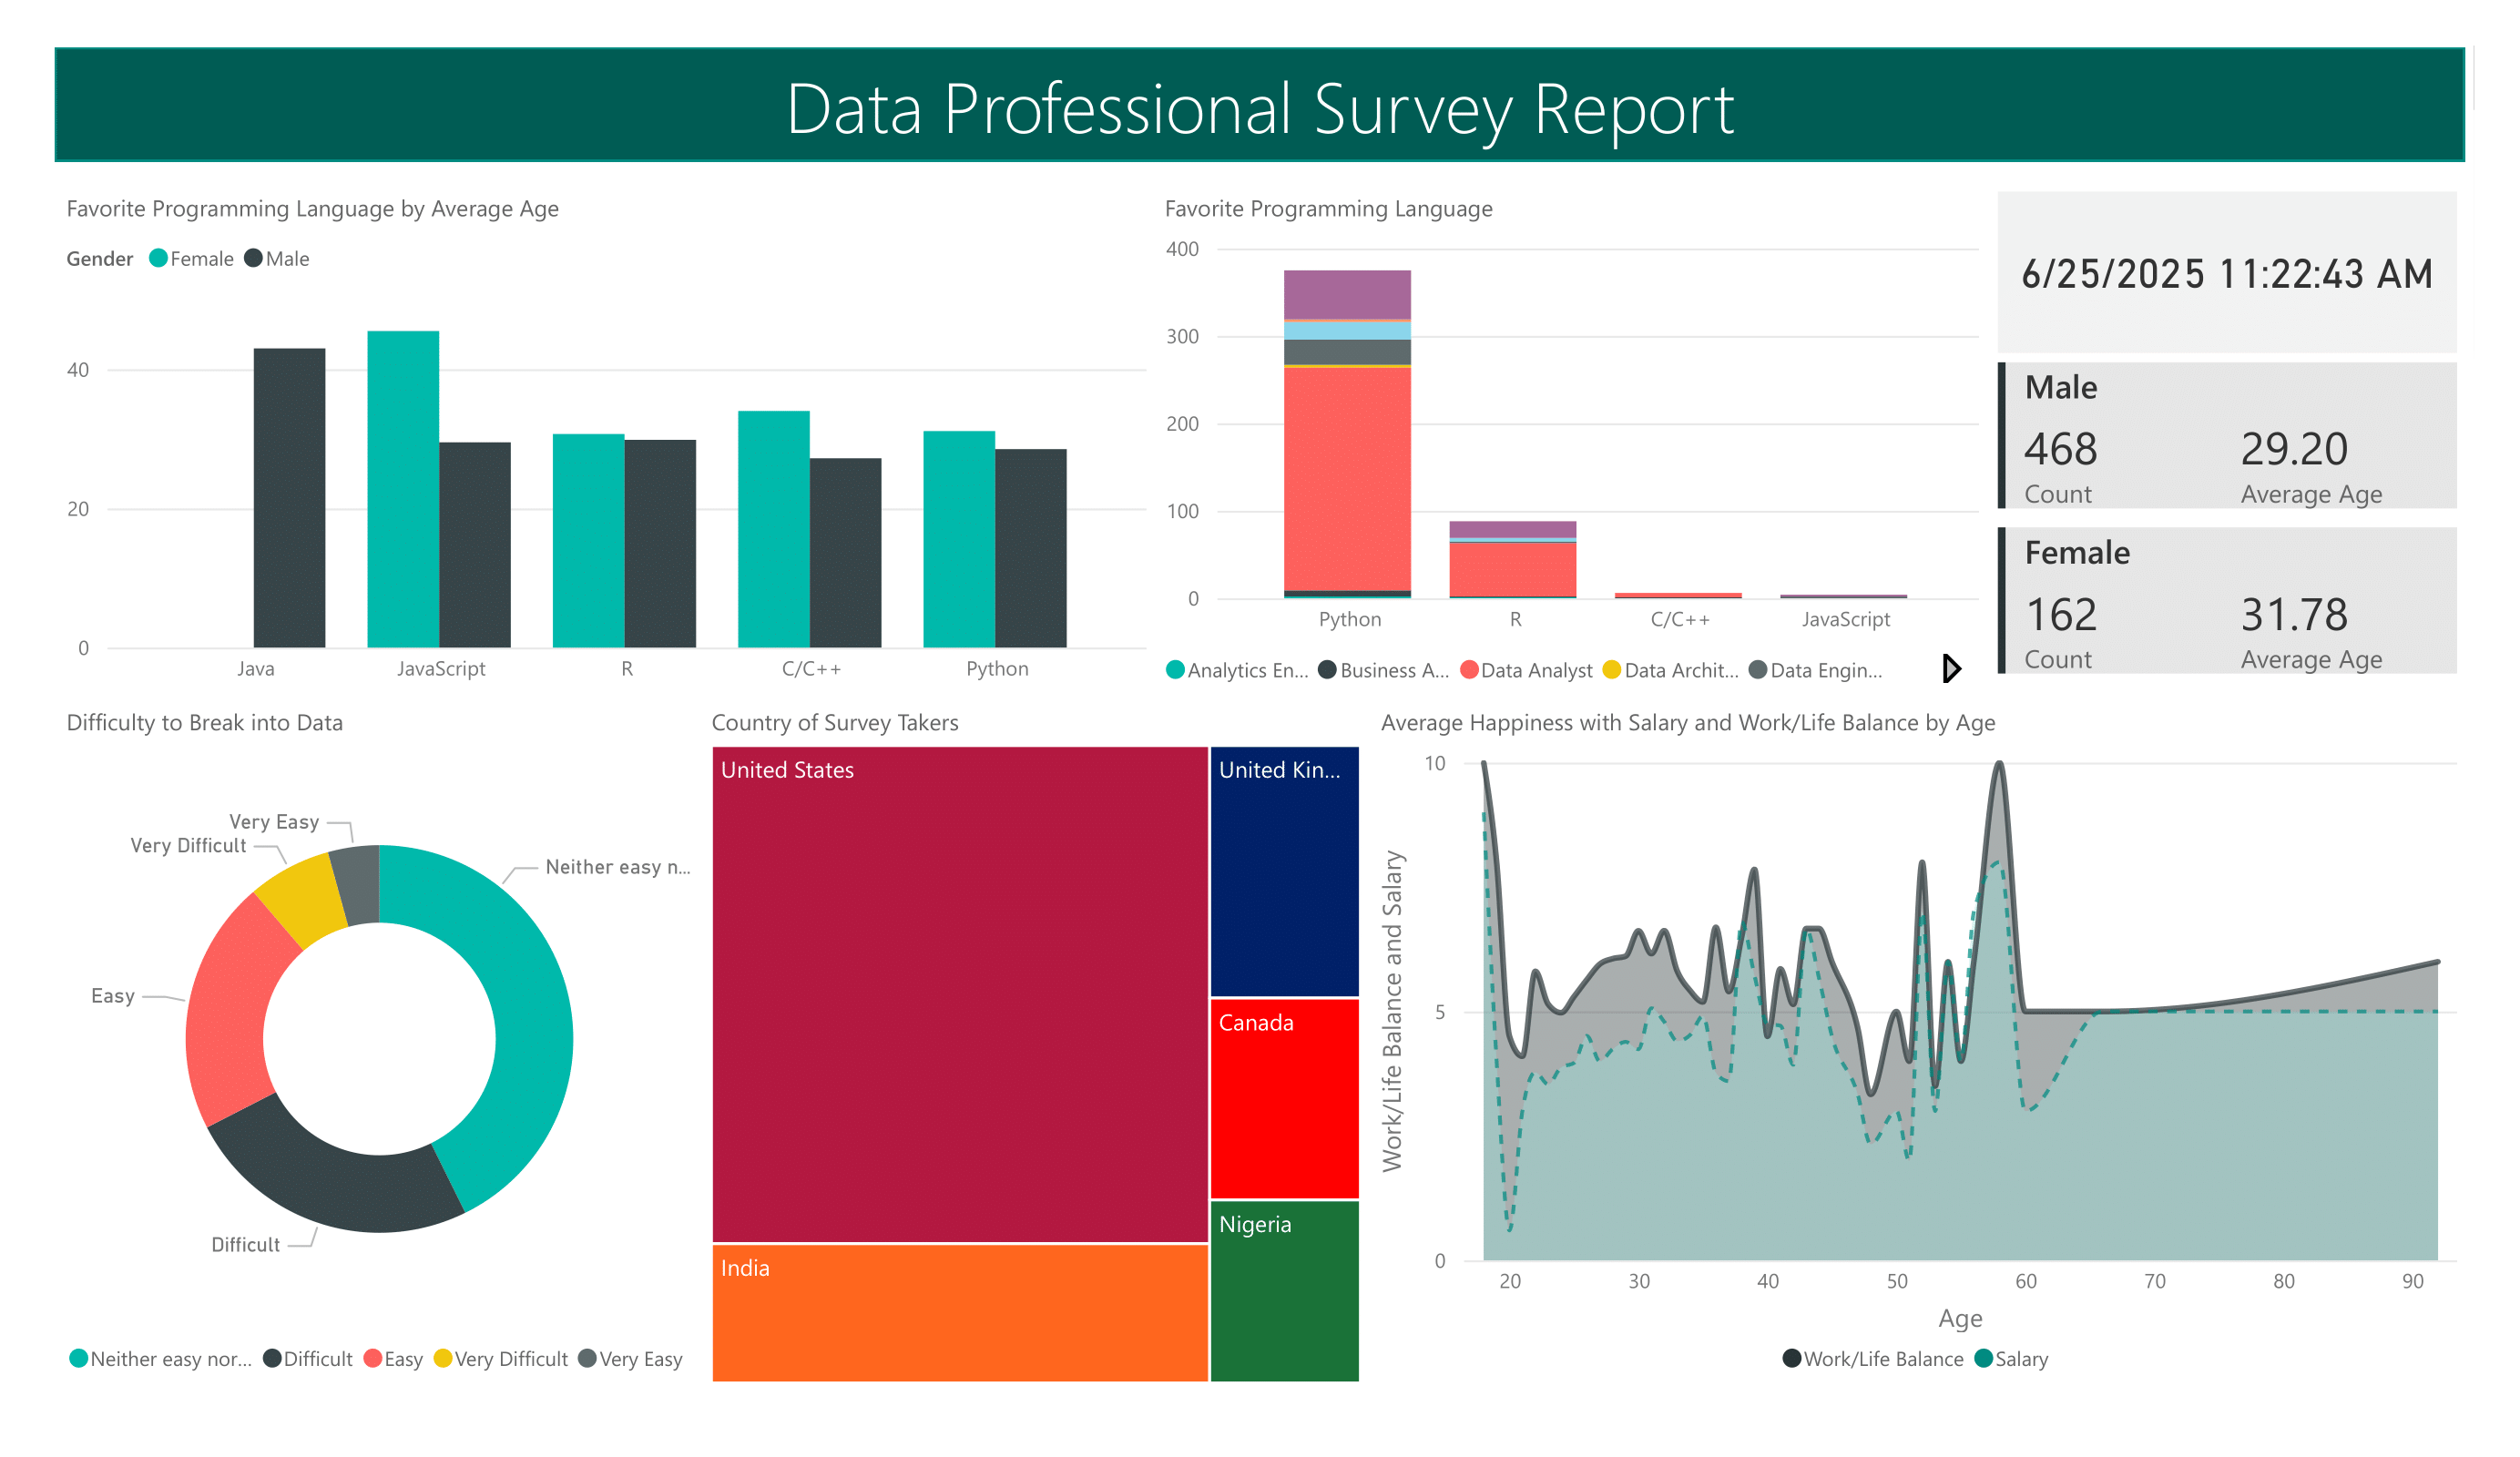 Data Professional Survey Report
Favorite Programming Language by Average Age
Gender Female Male
40
20
0
Java JavaScript R C/C++ Python
Favorite Programming Language
400
300
200
100
0
Python R C/C++ JavaScript
Analytics En... Business A... Data Analyst Data Archit... Data Engin...
6/25/2025 11:22:43 AM
Male
468 29.20
Count Average Age
Female
162 31.78
Count Average Age
Difficulty to Break into Data
Very Easy
Very Difficult
Neither easy n...
Easy
Difficult
Neither easy nor... Difficult Easy Very Difficult Very Easy
Country of Survey Takers
United States
United Kin...
Canada
Nigeria
India
Average Happiness with Salary and Work/Life Balance by Age
Work/Life Balance and Salary
10
5
0
20 30 40 50 60 70 80 90
Age
Work/Life Balance Salary